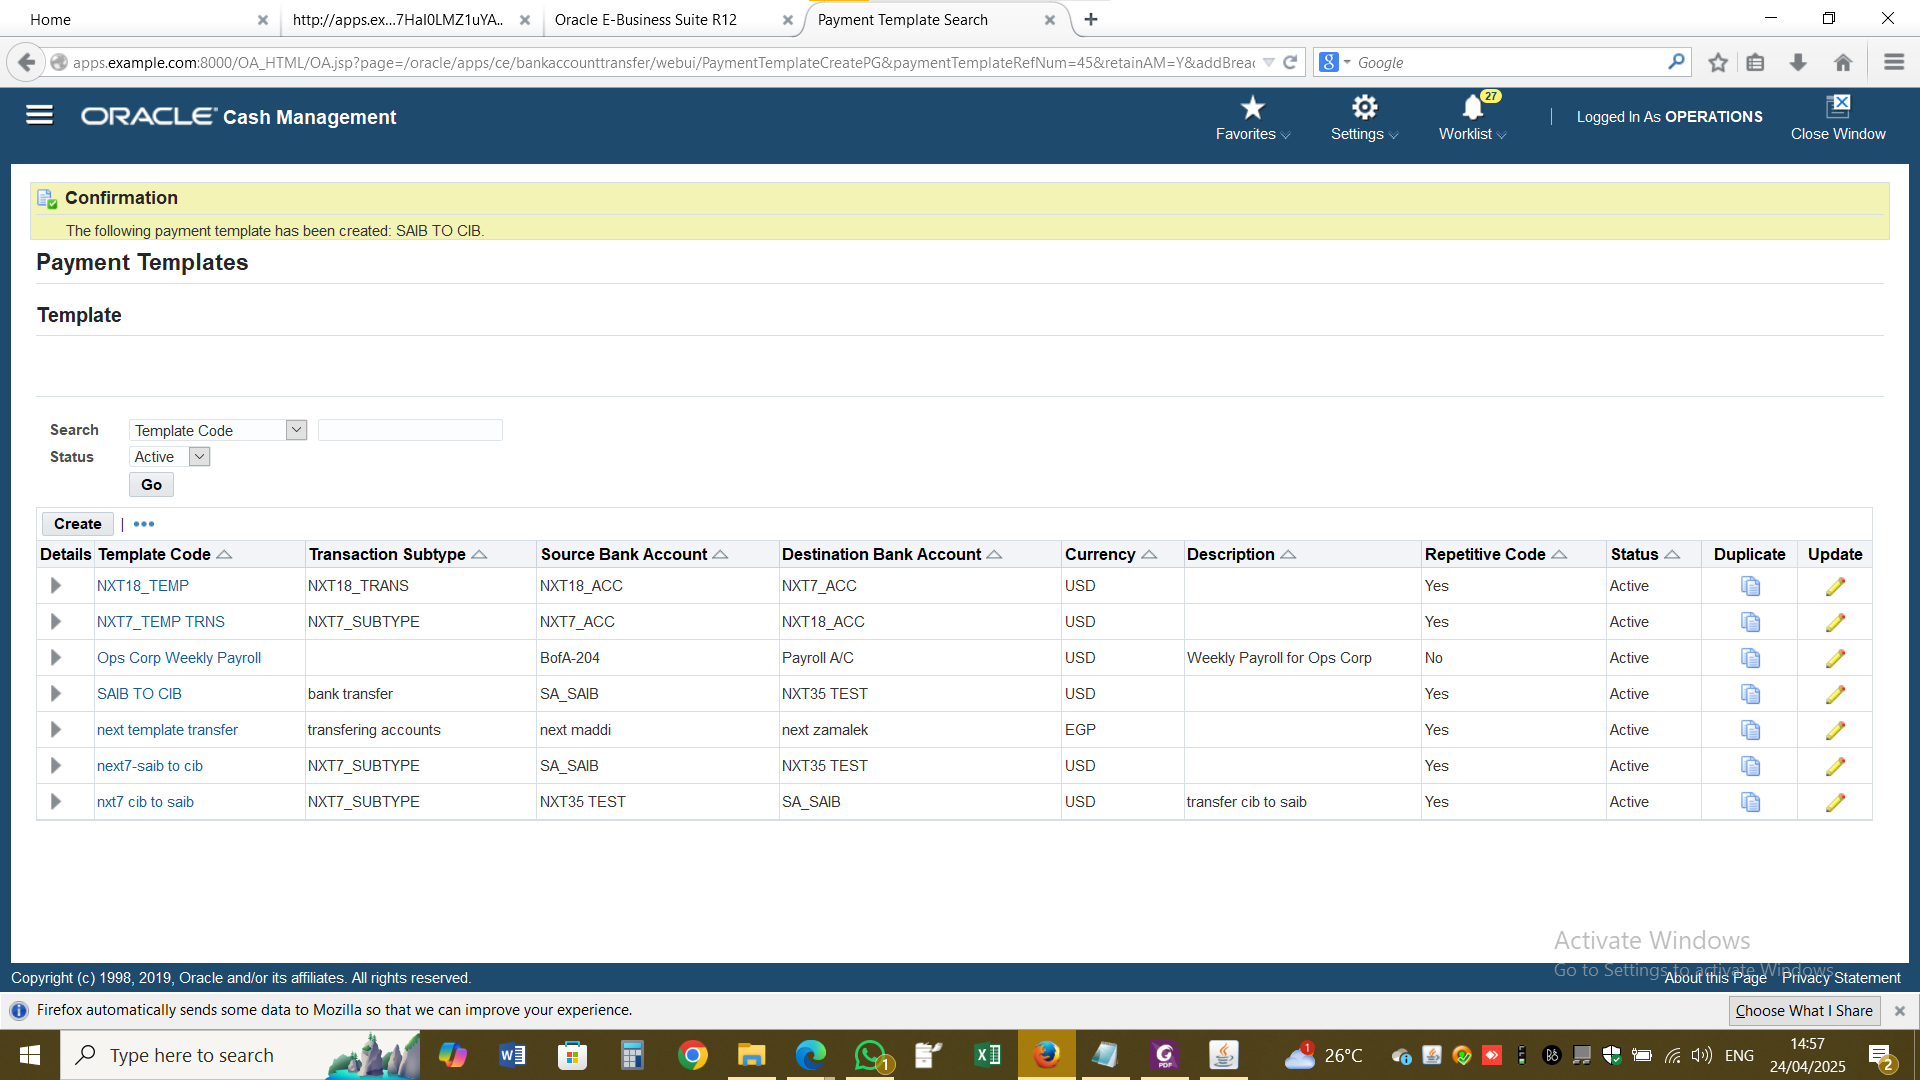 Home
http://apps.ex...7HaI0LMZ1uYA..
Oracle E-Business Suite R12
Payment Template Search
apps.example.com:8000/OA_HTML/OA.jsp?page=/oracle/apps/ce/bankaccounttransfer/webui/PaymentTemplateCreatePG&paymentTemplateRefNum=45&retainAM=Y&addBreac
8 Google
ORACLE Cash Management
Favorites
Settings
27
Worklist
Logged In As OPERATIONS
Close Window
Confirmation
The following payment template has been created: SAIB TO CIB.
Payment Templates
Template
Search Template Code
Status Active
Go
Create |
Details Template Code Transaction Subtype Source Bank Account Destination Bank Account Currency Description Repetitive Code Status Duplicate Update
NXT18_TEMP NXT18_TRANS NXT18_ACC NXT7_ACC USD Yes Active
NXT7_TEMP TRNS NXT7_SUBTYPE NXT7_ACC NXT18_ACC USD Yes Active
Ops Corp Weekly Payroll BofA-204 Payroll A/C USD Weekly Payroll for Ops Corp No Active
SAIB TO CIB bank transfer SA_SAIB NXT35 TEST USD Yes Active
next template transfer transfering accounts next maddi next zamalek EGP Yes Active
next7-saib to cib NXT7_SUBTYPE SA_SAIB NXT35 TEST USD Yes Active
nxt7 cib to saib NXT7_SUBTYPE NXT35 TEST SA_SAIB USD transfer cib to saib Yes Active
Activate Windows
Go to Settings to activate Windows.
Copyright (c) 1998, 2019, Oracle and/or its affiliates. All rights reserved.
About this Page Privacy Statement
Firefox automatically sends some data to Mozilla so that we can improve your experience.
Choose What I Share
Type here to search
1
PDF
1
26°C
ENG
14:57
24/04/2025
2